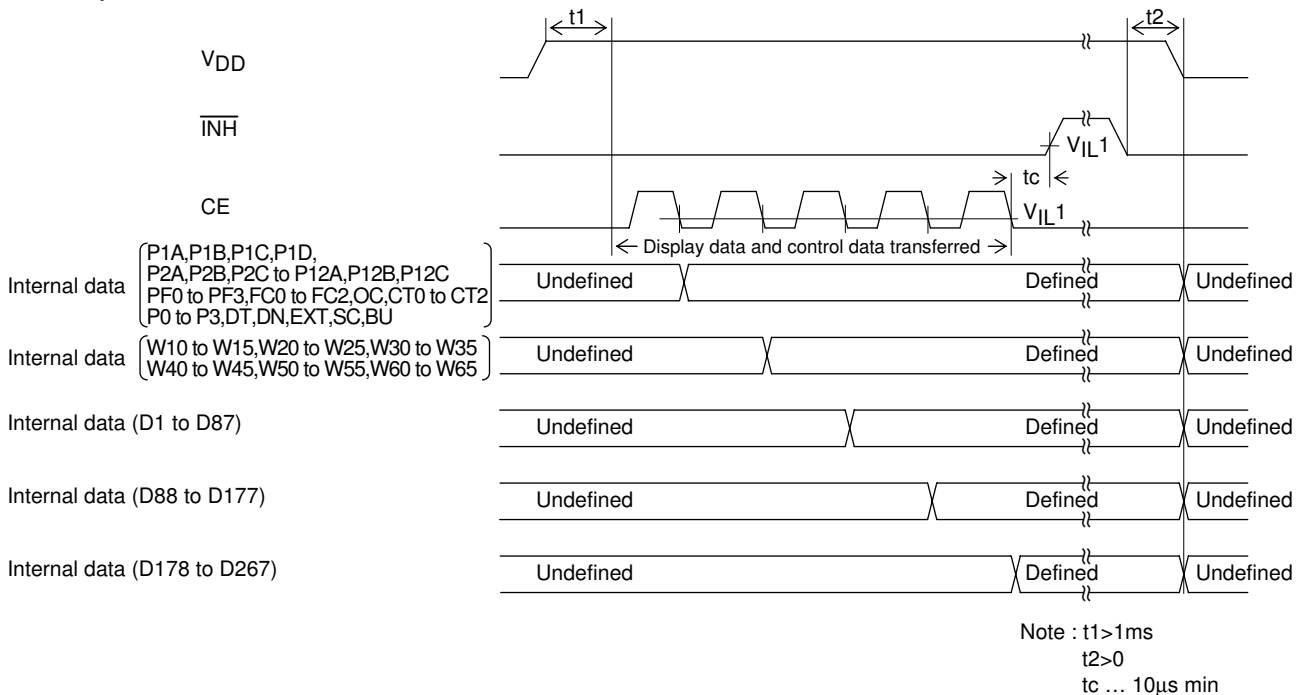 t1
t2
VDD
INH
VIL1
tc
CE
VIL1
Display data and control data transferred
Internal data
P1A,P1B,P1C,P1D,
P2A,P2B,P2C to P12A,P12B,P12C
PF0 to PF3,FC0 to FC2,OC,CT0 to CT2
P0 to P3,DT,DN,EXT,SC,BU
Undefined
Defined
Undefined
Internal data
W10 to W15,W20 to W25,W30 to W35
W40 to W45,W50 to W55,W60 to W65
Undefined
Defined
Undefined
Internal data (D1 to D87)
Undefined
Defined
Undefined
Internal data (D88 to D177)
Undefined
Defined
Undefined
Internal data (D178 to D267)
Undefined
Defined
Undefined
Note : t1>1ms
t2>0
tc … 10μs min